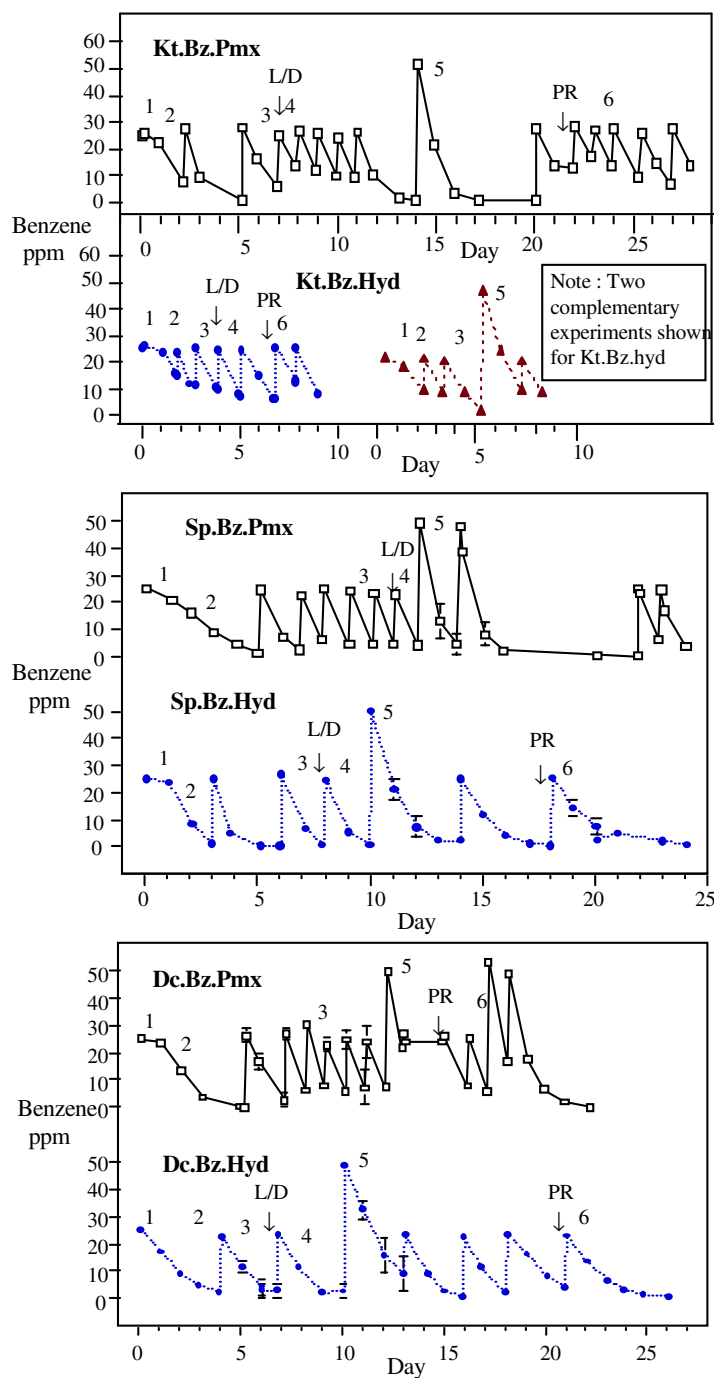 60
50
40
30
20
10
0
Kt.Bz.Pmx
L/D
PR
1 2 3 4 5 6
Benzene
ppm
0 5 10 15 20 25
Day
60
50
40
30
20
10
0
Kt.Bz.Hyd
L/D
PR
1 2 3 4 6
1 2 3 5
Note : Two
complementary
experiments shown
for Kt.Bz.hyd
0 5 10
0 5 10
Day
50
40
30
20
10
0
Sp.Bz.Pmx
L/D
1 2 3 4 5
Benzene
ppm
50
40
30
20
10
0
Sp.Bz.Hyd
L/D
PR
1 2 3 4 5 6
0 5 10 15 20 25
Day
50
40
30
20
10
0
Dc.Bz.Pmx
PR
1 2 3 5 6
Benzene
ppm
50
40
30
20
10
0
Dc.Bz.Hyd
L/D
PR
1 2 3 4 5 6
0 5 10 15 20 25
Day